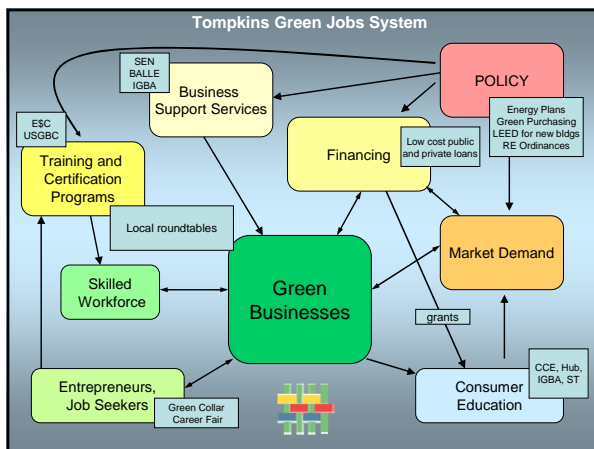 Tompkins Green Jobs System
SEN
BALLE
IGBA
Business
Support Services
POLICY
Energy Plans
Green Purchasing
LEED for new bldgs
RE Ordinances
E$C
USGBC
Training and
Certification
Programs
Financing
Low cost public
and private loans
Local roundtables
Market Demand
Skilled
Workforce
Green
Businesses
grants
Entrepreneurs,
Job Seekers
Green Collar
Career Fair
Consumer
Education
CCE, Hub,
IGBA, ST